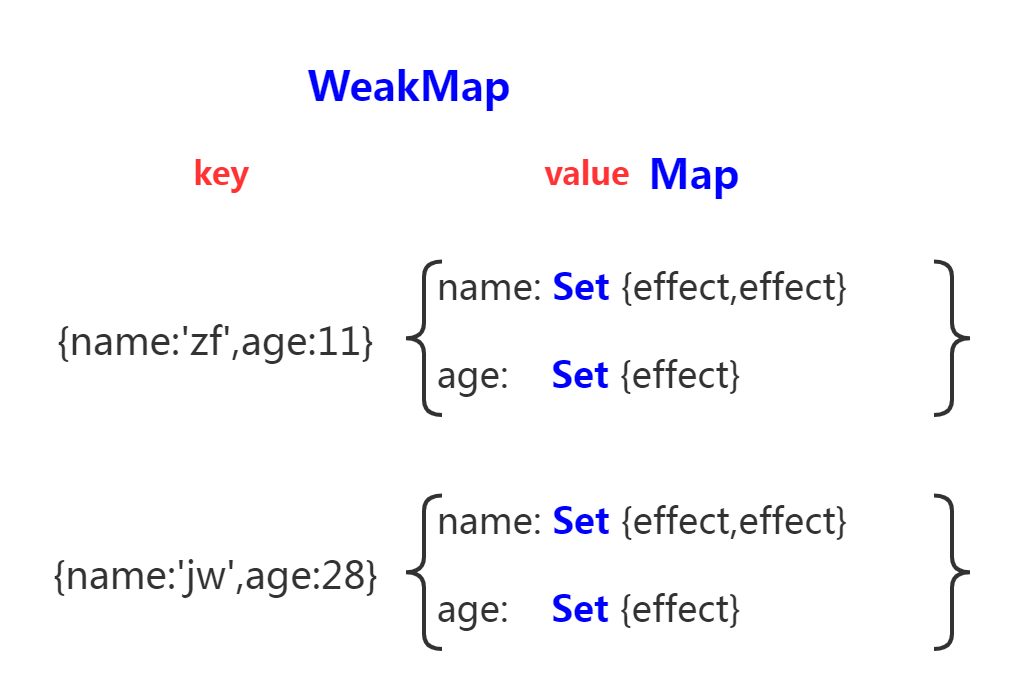 WeakMap
key value Map
name: Set {effect,effect}
{name:'zf',age:11}
age: Set {effect}
name: Set {effect,effect}
{name:'jw',age:28}
age: Set {effect}